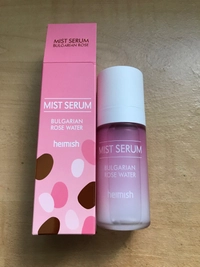 MIST SERUM
BULGARIAN ROSE
MIST SERUM
BULGARIAN
ROSE WATER
heimish
MIST SERUM
BULGARIAN
ROSE WATER
heimish